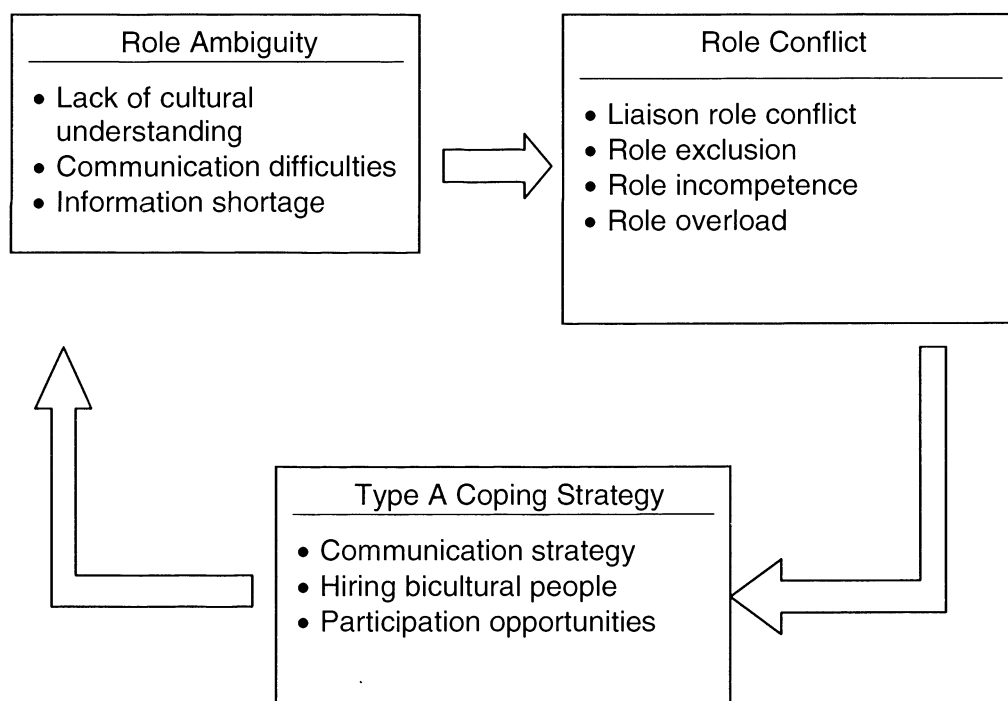 Role Ambiguity
• Lack of cultural
understanding
• Communication difficulties
• Information shortage
Role Conflict
• Liaison role conflict
• Role exclusion
• Role incompetence
• Role overload
Type A Coping Strategy
• Communication strategy
• Hiring bicultural people
• Participation opportunities